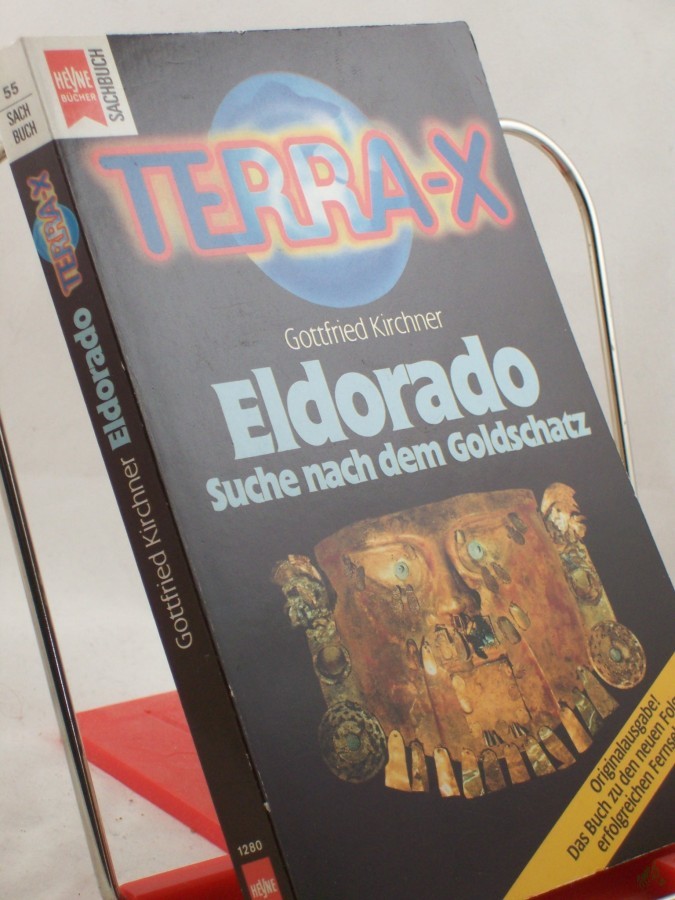 HEYNE
BÜCHER
SACHBUCH
TERRA-X
Gottfried Kirchner
Eldorado
Suche nach dem Goldschatz
Originalausgabe!
Das Buch zu den neuen
erfolgreichen
55
SACH
BUCH
TERRA-X
Gottfried Kirchner Eldorado
1280
HEYNE